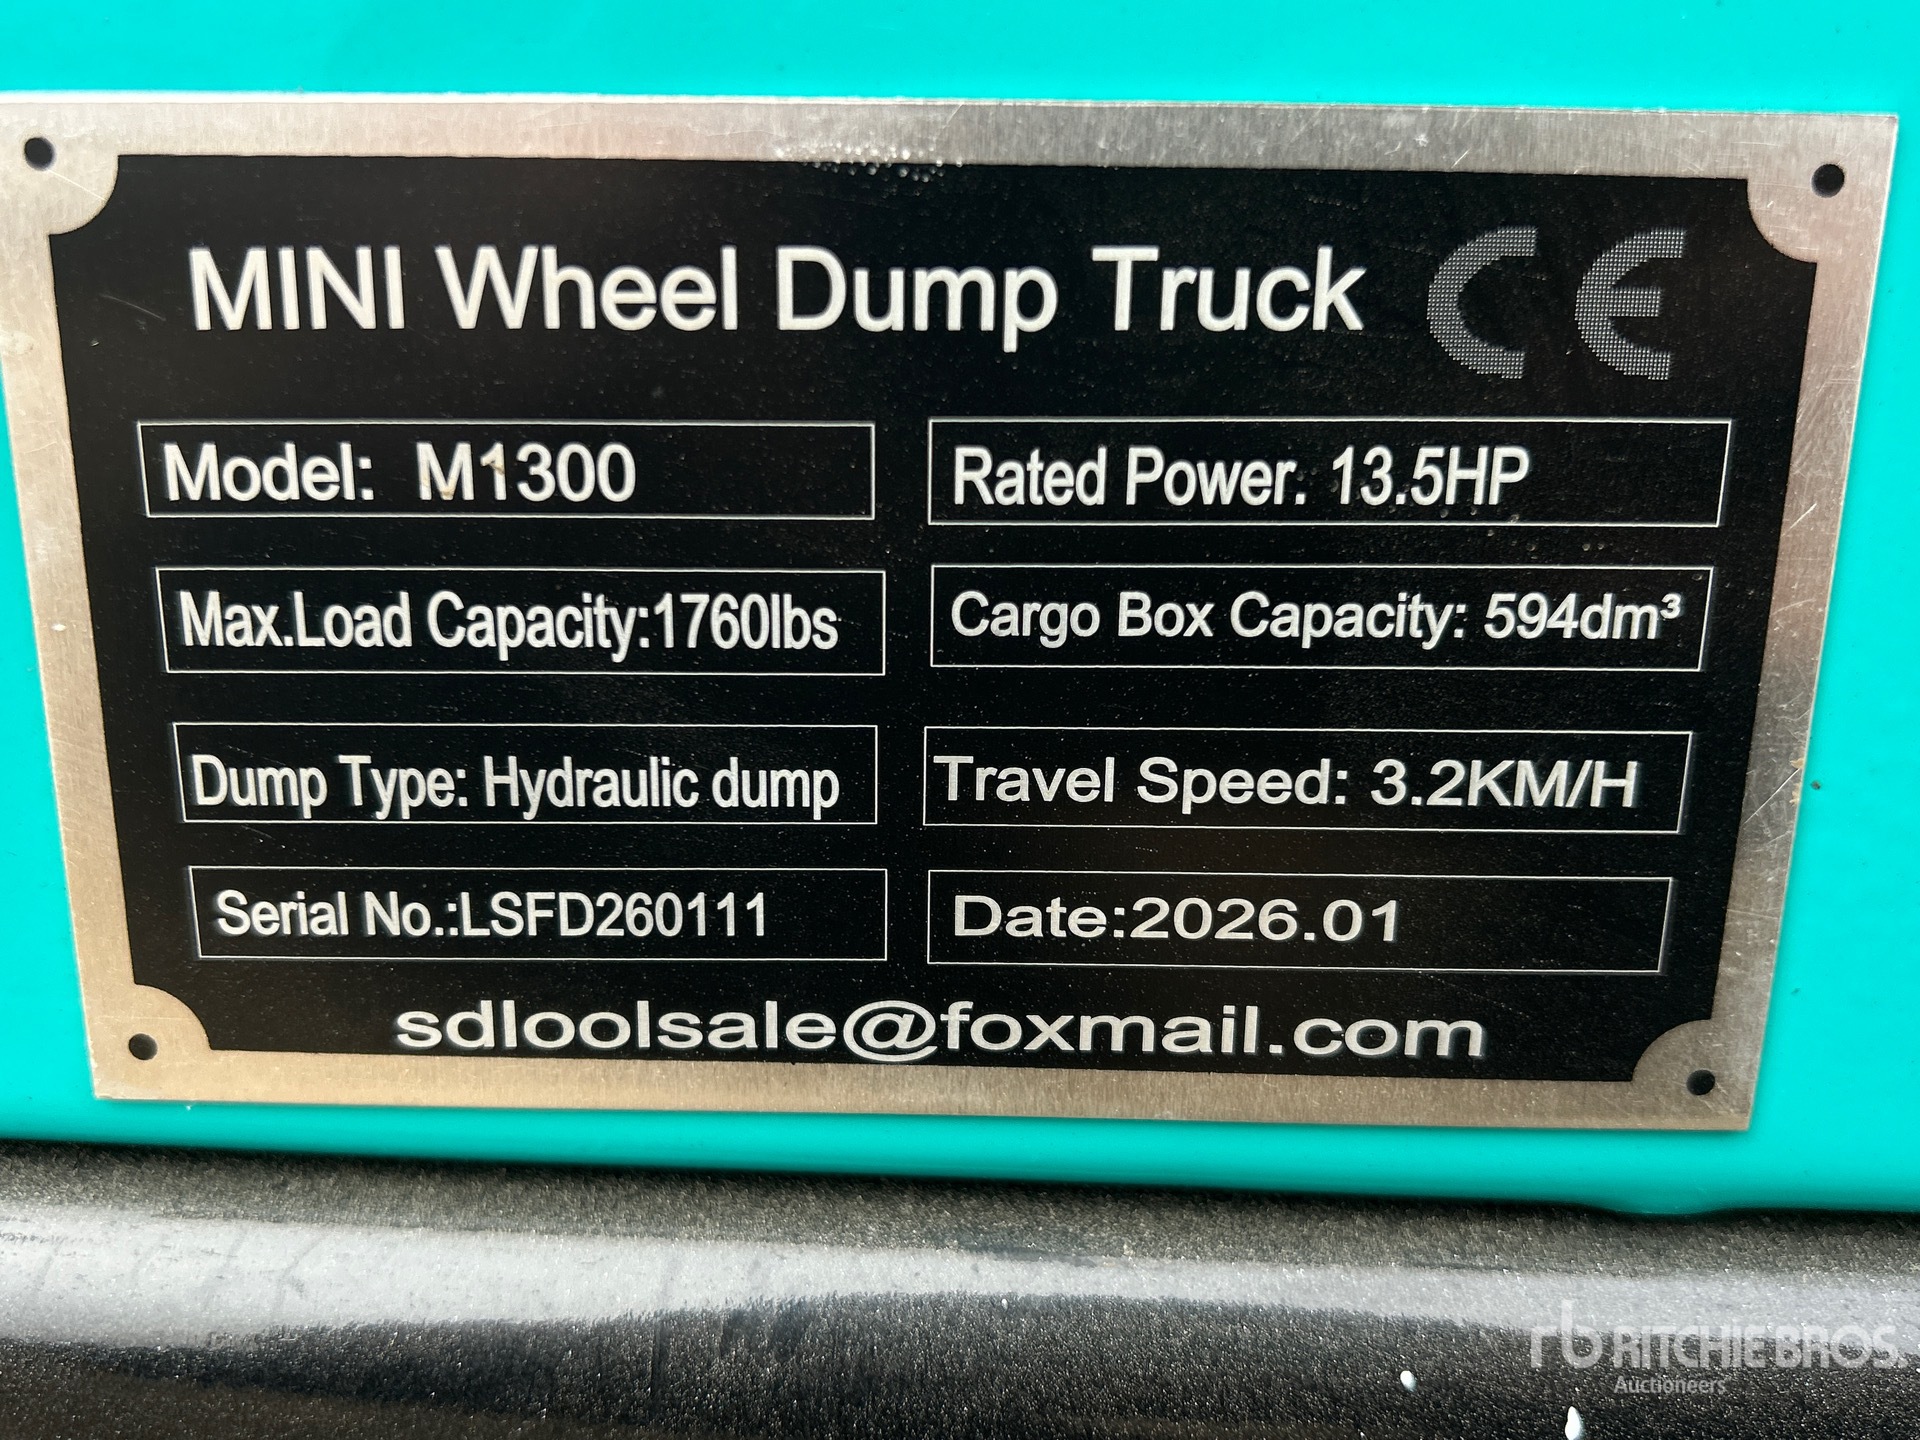 MINI Wheel Dump Truck CE
Model: M1300
Rated Power: 13.5HP
Max.Load Capacity:1760lbs
Cargo Box Capacity: 594dm³
Dump Type: Hydraulic dump
Travel Speed: 3.2KM/H
Serial No.:LSFD260111
Date:2026.01
sdloolsale@foxmail.com
rb RITCHIE BROS.
Auctioneers